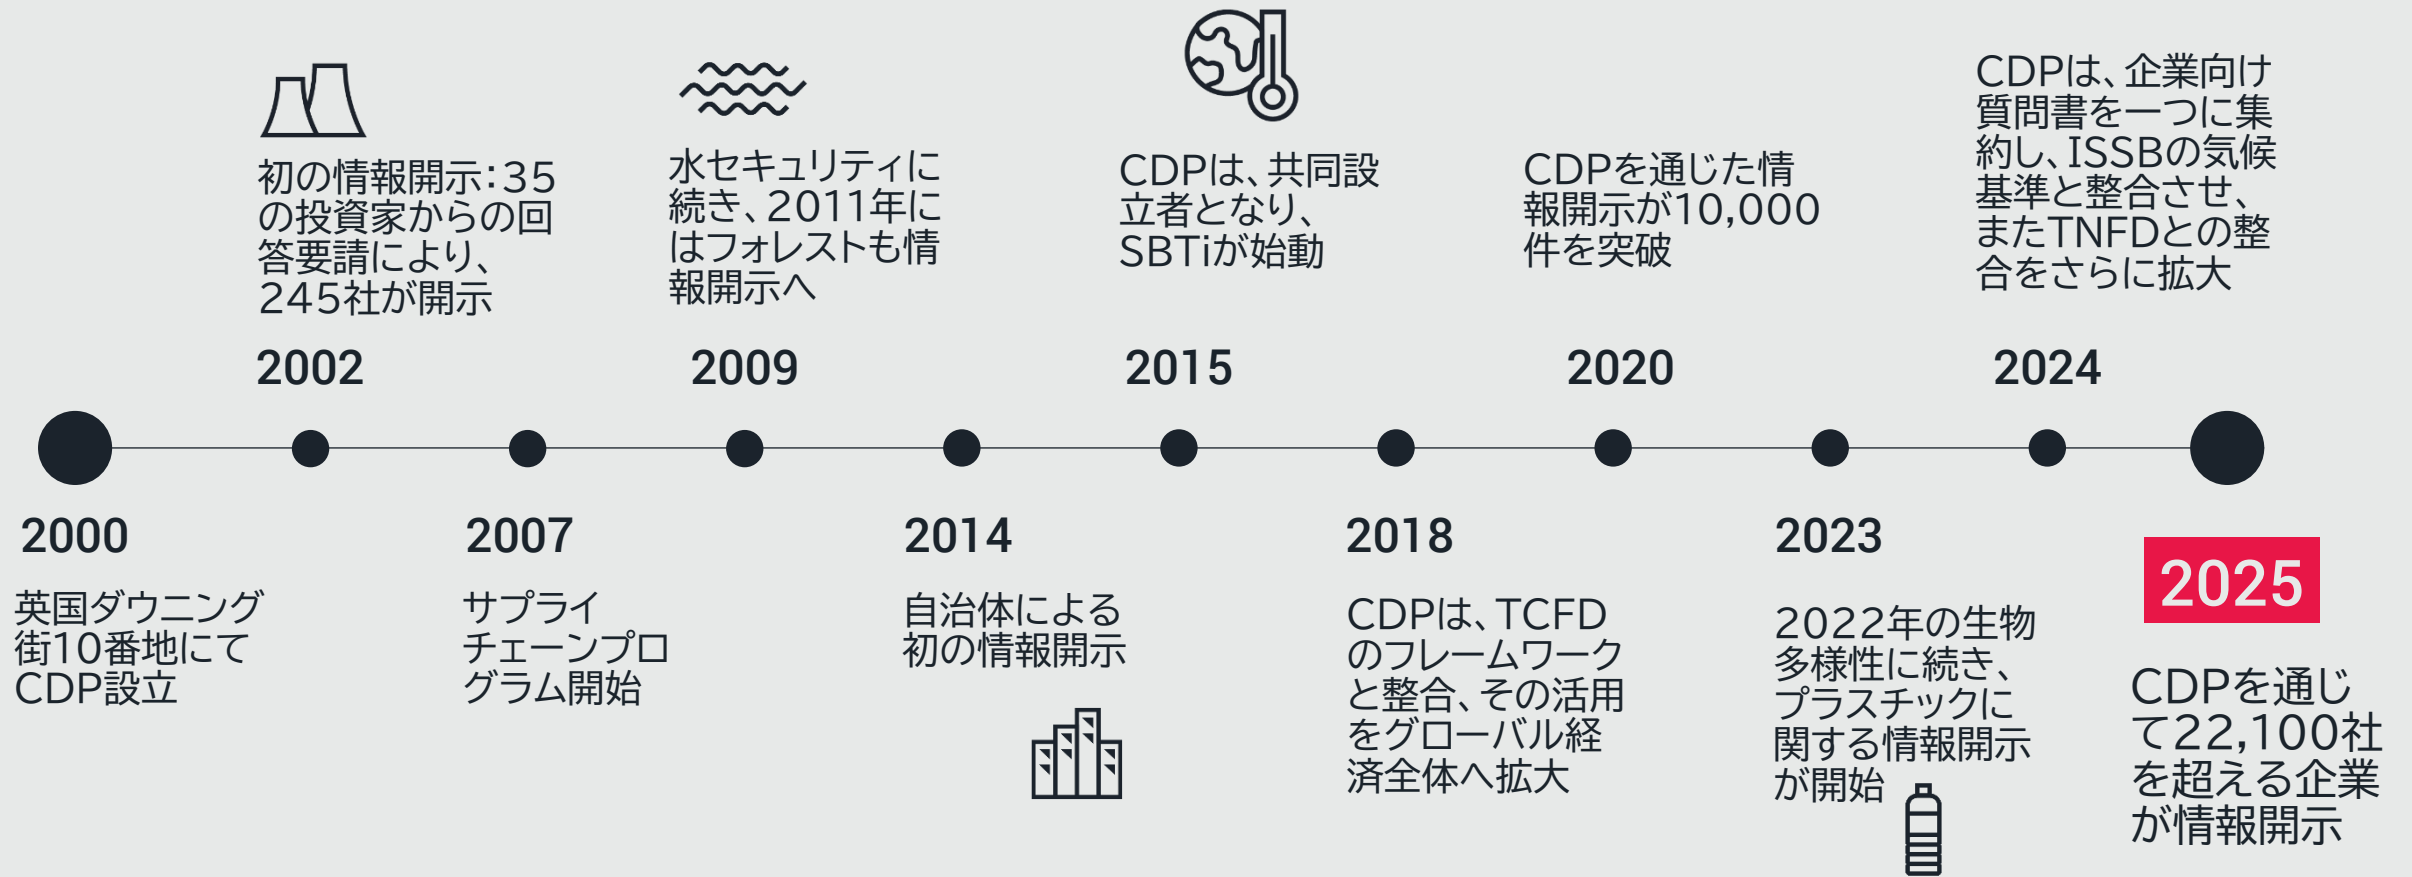 2000
英国ダウニング
街10番地にて
CDP設立
初の情報開示：35
の投資家からの回
答要請により、
245社が開示
2002
2007
サプライ
チェーンプロ
グラム開始
水セキュリティに
続き、2011年に
はフォレストも情
報開示へ
2009
2014
自治体による
初の情報開示
CDPは、共同設
立者となり、
SBTiが始動
2015
2018
CDPは、TCFD
のフレームワーク
と整合、その活用
をグローバル経
済全体へ拡大
CDPを通じた情
報開示が10,000
件を突破
2020
2023
2022年の生物
多様性に続き、
プラスチックに
関する情報開示
が開始
CDPは、企業向け
質問書を一つに集
約し、ISSBの気候
基準と整合させ、
またTNFDとの整
合をさらに拡大
2024
2025
CDPを通じ
て22,100社
を超える企業
が情報開示